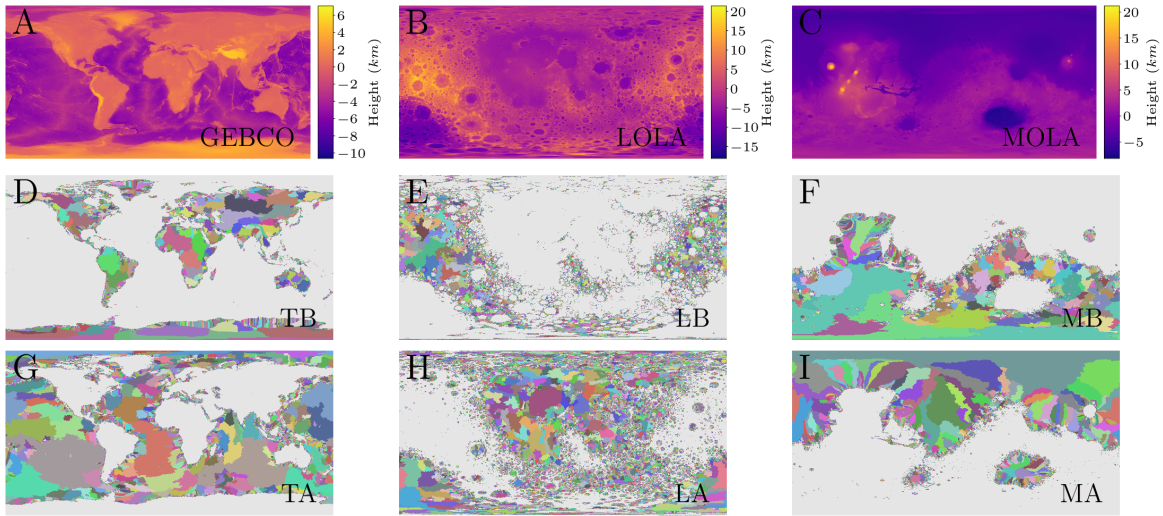 A
GEBCO
6
4
2
0
−2
−4
−6
−8
−10
Height (km)
B
LOLA
20
15
10
5
0
−5
−10
−15
Height (km)
C
MOLA
20
15
10
5
0
−5
Height (km)
D
TB
E
LB
F
MB
G
TA
H
LA
I
MA